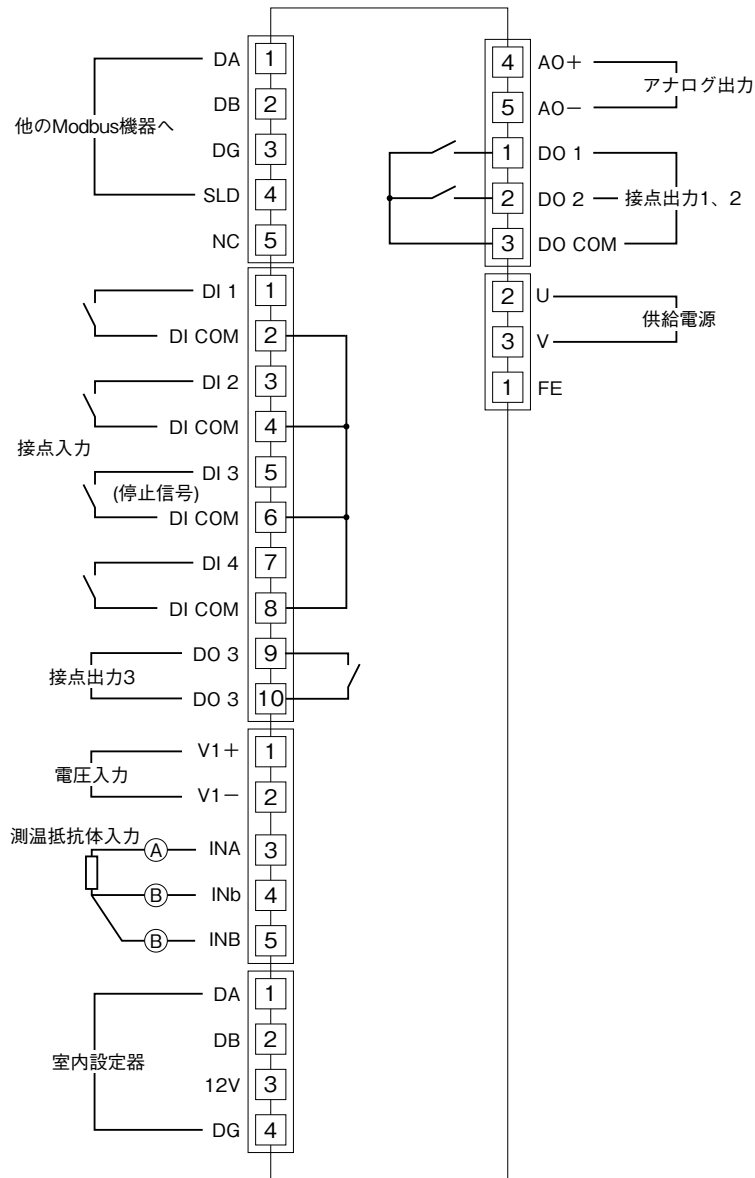 DA 1
DB 2
他のModbus機器へ
DG 3
SLD 4
NC 5
DI 1 1
DI COM 2
DI 2 3
DI COM 4
接点入力
DI 3 5
(停止信号)
DI COM 6
DI 4 7
DI COM 8
DO 3 9
接点出力3
DO 3 10
V1＋ 1
電圧入力
V1－ 2
測温抵抗体入力
A INA 3
B INb 4
B INB 5
DA 1
DB 2
室内設定器
12V 3
DG 4
4 AO＋
アナログ出力
5 AO－
1 DO 1
2 DO 2 接点出力1、2
3 DO COM
2 U
供給電源
3 V
1 FE